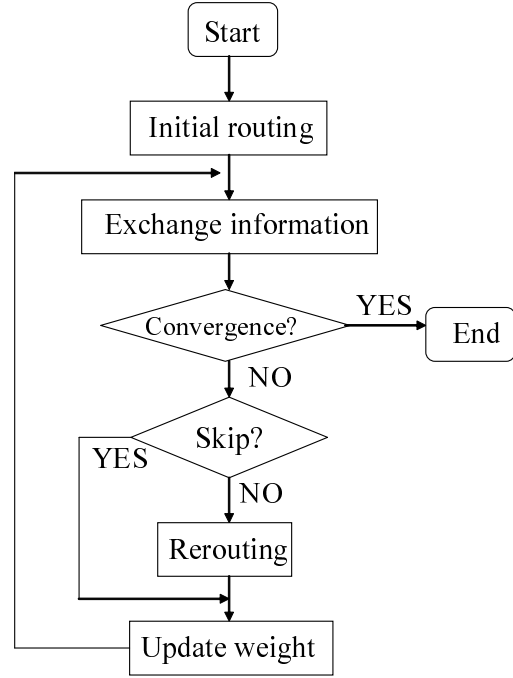 Start
Initial routing
Exchange information
Convergence?
YES
End
NO
Skip?
YES
NO
Rerouting
Update weight